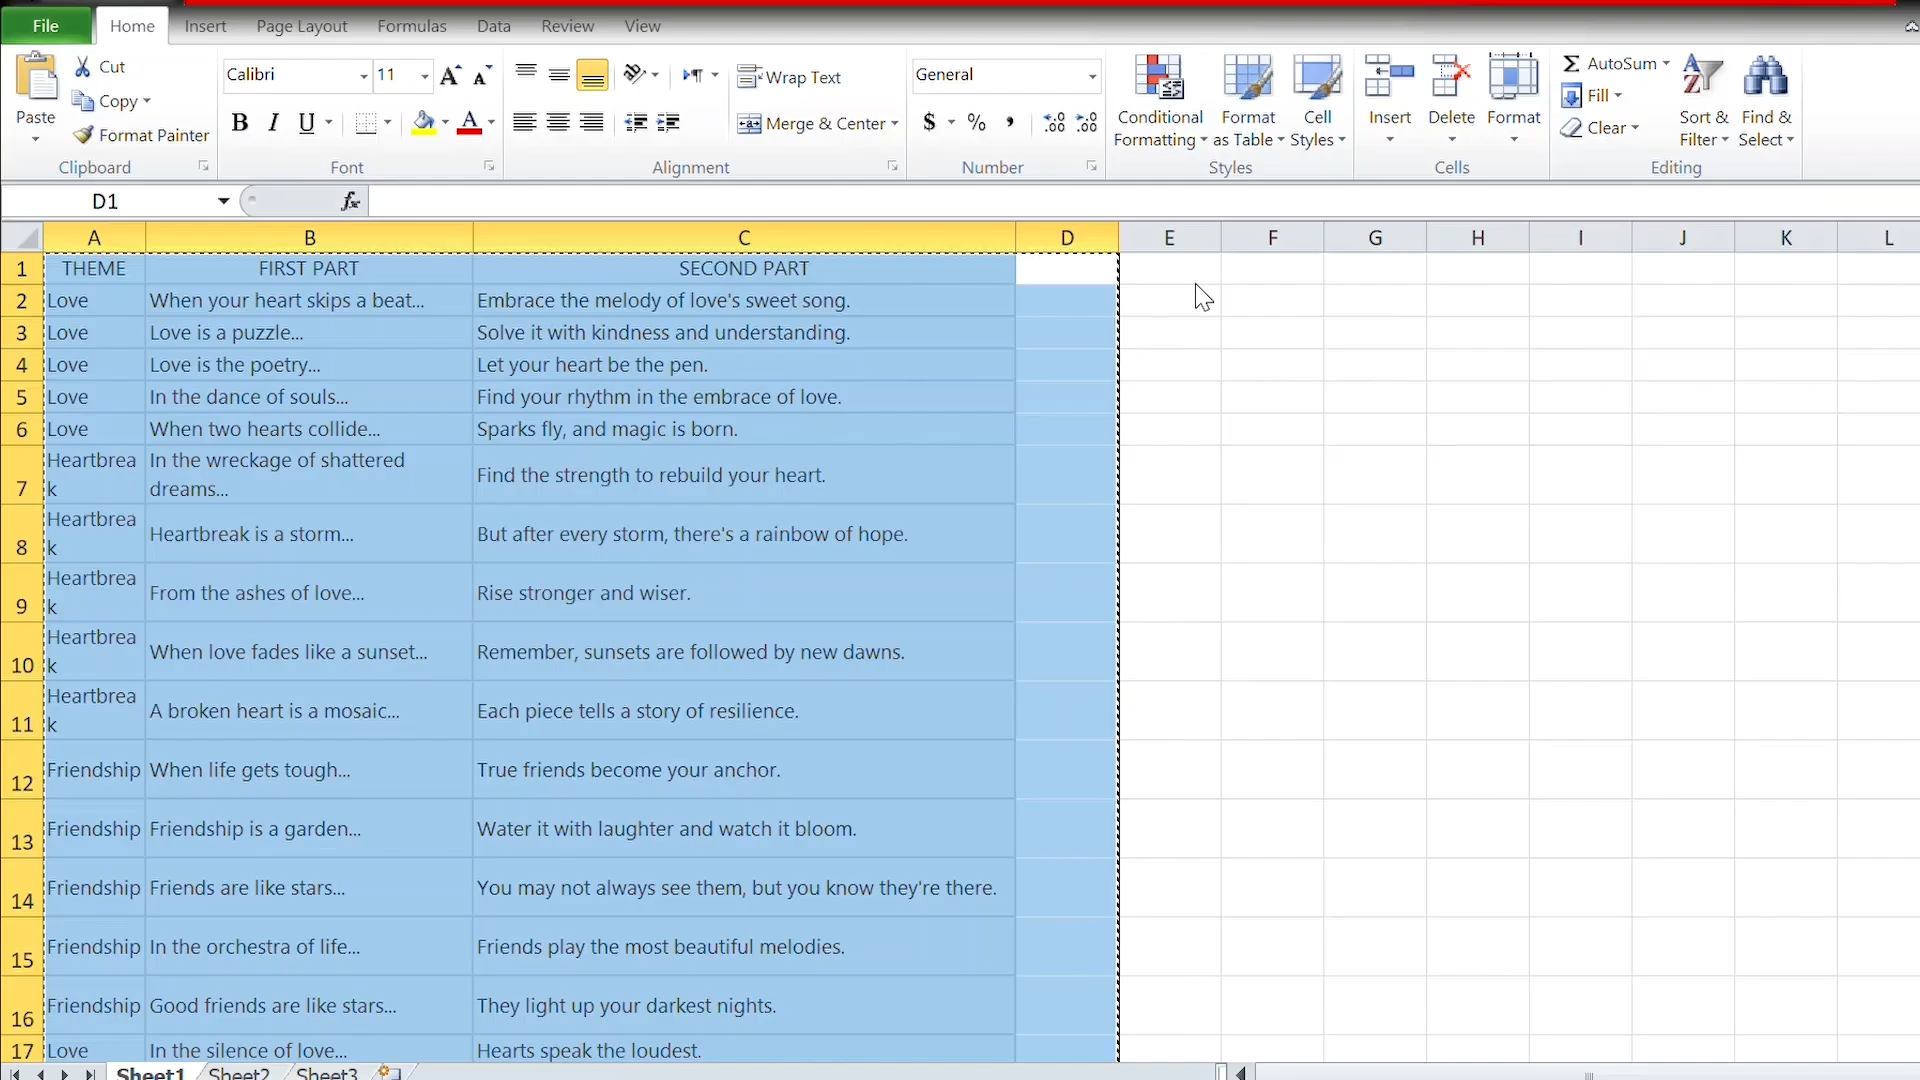 File Home Insert Page Layout Formulas Data Review View
Cut
Copy
Format Painter
Paste
Clipboard
Calibri 11
B I U
Font
Wrap Text
Merge & Center
Alignment
General
$ % ,
Number
Conditional Formatting
Format as Table
Cell Styles
Styles
Insert Delete Format
Cells
AutoSum
Fill
Clear
Sort & Filter
Find & Select
Editing
D1 fx
A B C D E F G H I J K L
1 THEME FIRST PART SECOND PART
2 Love When your heart skips a beat... Embrace the melody of love's sweet song.
3 Love Love is a puzzle... Solve it with kindness and understanding.
4 Love Love is the poetry... Let your heart be the pen.
5 Love In the dance of souls... Find your rhythm in the embrace of love.
6 Love When two hearts collide... Sparks fly, and magic is born.
7 Heartbreak In the wreckage of shattered dreams... Find the strength to rebuild your heart.
8 Heartbreak Heartbreak is a storm... But after every storm, there's a rainbow of hope.
9 Heartbreak From the ashes of love... Rise stronger and wiser.
10 Heartbreak When love fades like a sunset... Remember, sunsets are followed by new dawns.
11 Heartbreak A broken heart is a mosaic... Each piece tells a story of resilience.
12 Friendship When life gets tough... True friends become your anchor.
13 Friendship Friendship is a garden... Water it with laughter and watch it bloom.
14 Friendship Friends are like stars... You may not always see them, but you know they're there.
15 Friendship In the orchestra of life... Friends play the most beautiful melodies.
16 Friendship Good friends are like stars... They light up your darkest nights.
17 Love In the silence of love... Hearts speak the loudest.
Sheet1 Sheet2 Sheet3